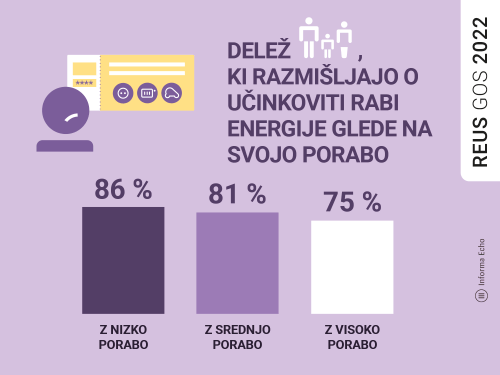 DELEŽ ,
KI RAZMIŠLJAJO O
UČINKOVITI RABI
ENERGIJE GLEDE NA
SVOJO PORABO
REUS GOS 2022
86 %
81 %
75 %
Z NIZKO
PORABO
Z SREDNJO
PORABO
Z VISOKO
PORABO
Informa Echo